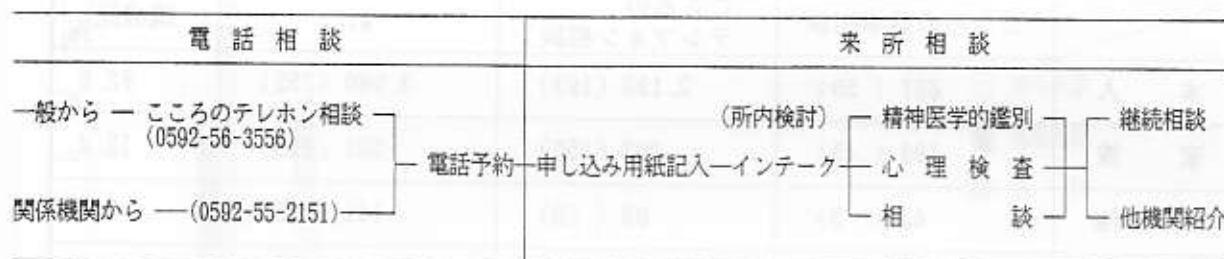 電話相談 来所相談
一般から ― こころのテレホン相談 (所内検討) 精神医学的鑑別 継続相談
(0592-56-3556)
電話予約―申し込み用紙記入―インテーク 心理検査
関係機関から ―(0592-55-2151) 相談 他機関紹介